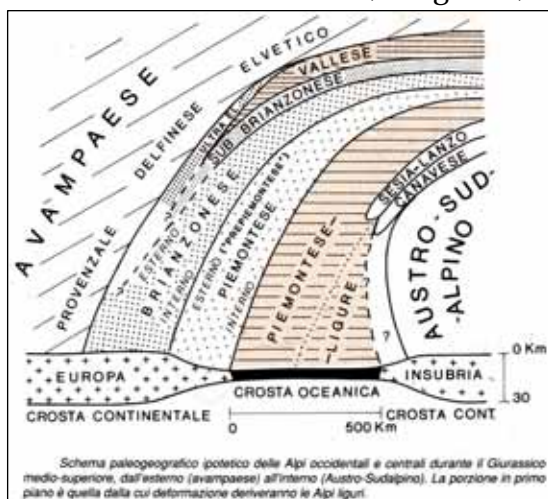 AVAMPAESE
ELVETICO
VALLESE
DELFINESE
ULTRA EL.
SUB BRIANZONESE
PROVENZALE
ESTERNO
BRIANZONESE
INTERNO
ESTERNO ("PREPIEMONTESE")
PIEMONTESE
INTERNO
PIEMONTESE-
-LIGURE
SESIA-LANZO
CANAVESE
AUSTRO-SUD-
-ALPINO
?
0 Km
EUROPA
INSUBRIA
CROSTA OCEANICA
30
CROSTA CONTINENTALE
CROSTA CONT.
0
500 Km
Schema paleogeografico ipotetico delle Alpi occidentali e centrali durante il Giurassico
medio-superiore, dall'esterno (avampaese) all'interno (Austro-Sudalpino). La porzione in primo
piano è quella dalla cui deformazione deriveranno le Alpi liguri.